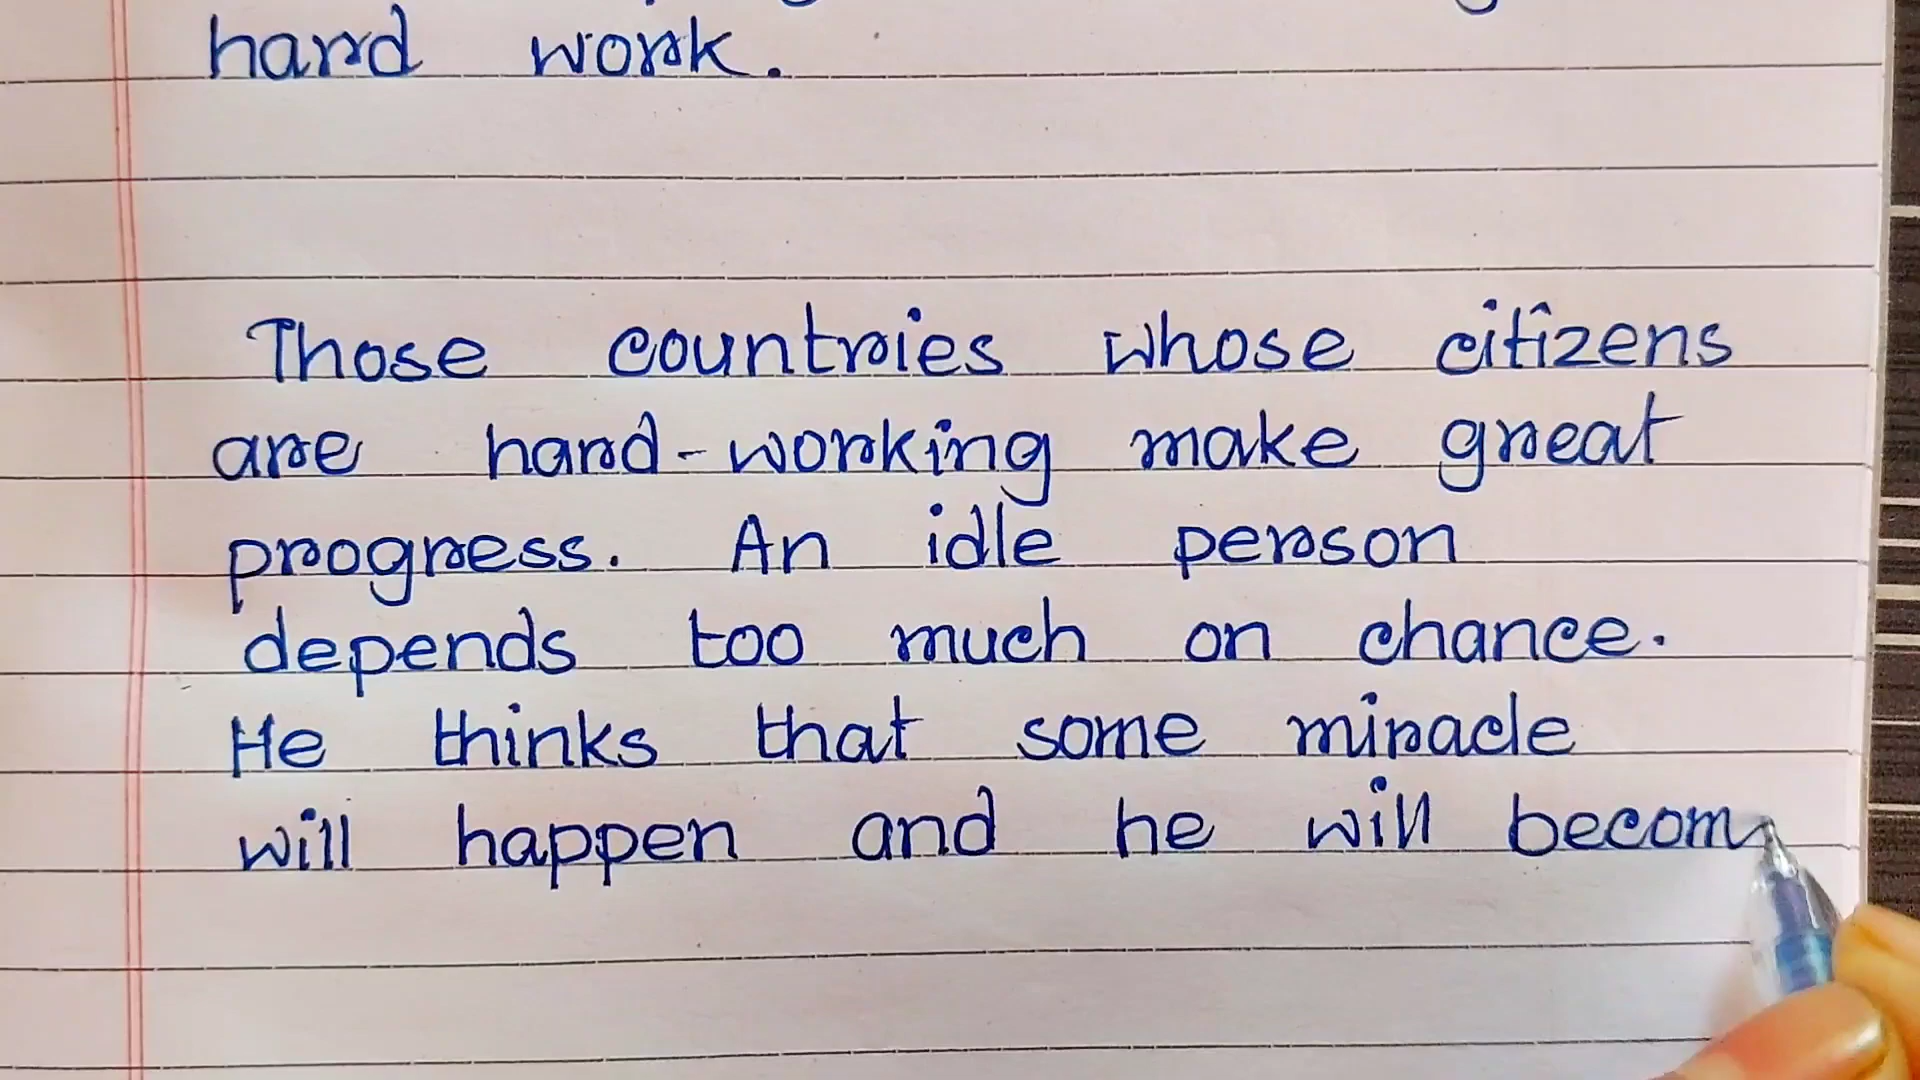 hard work.
Those countries whose citizens
are hard-working make great
progress. An idle person
depends too much on chance.
He thinks that some miracle
will happen and he will becom